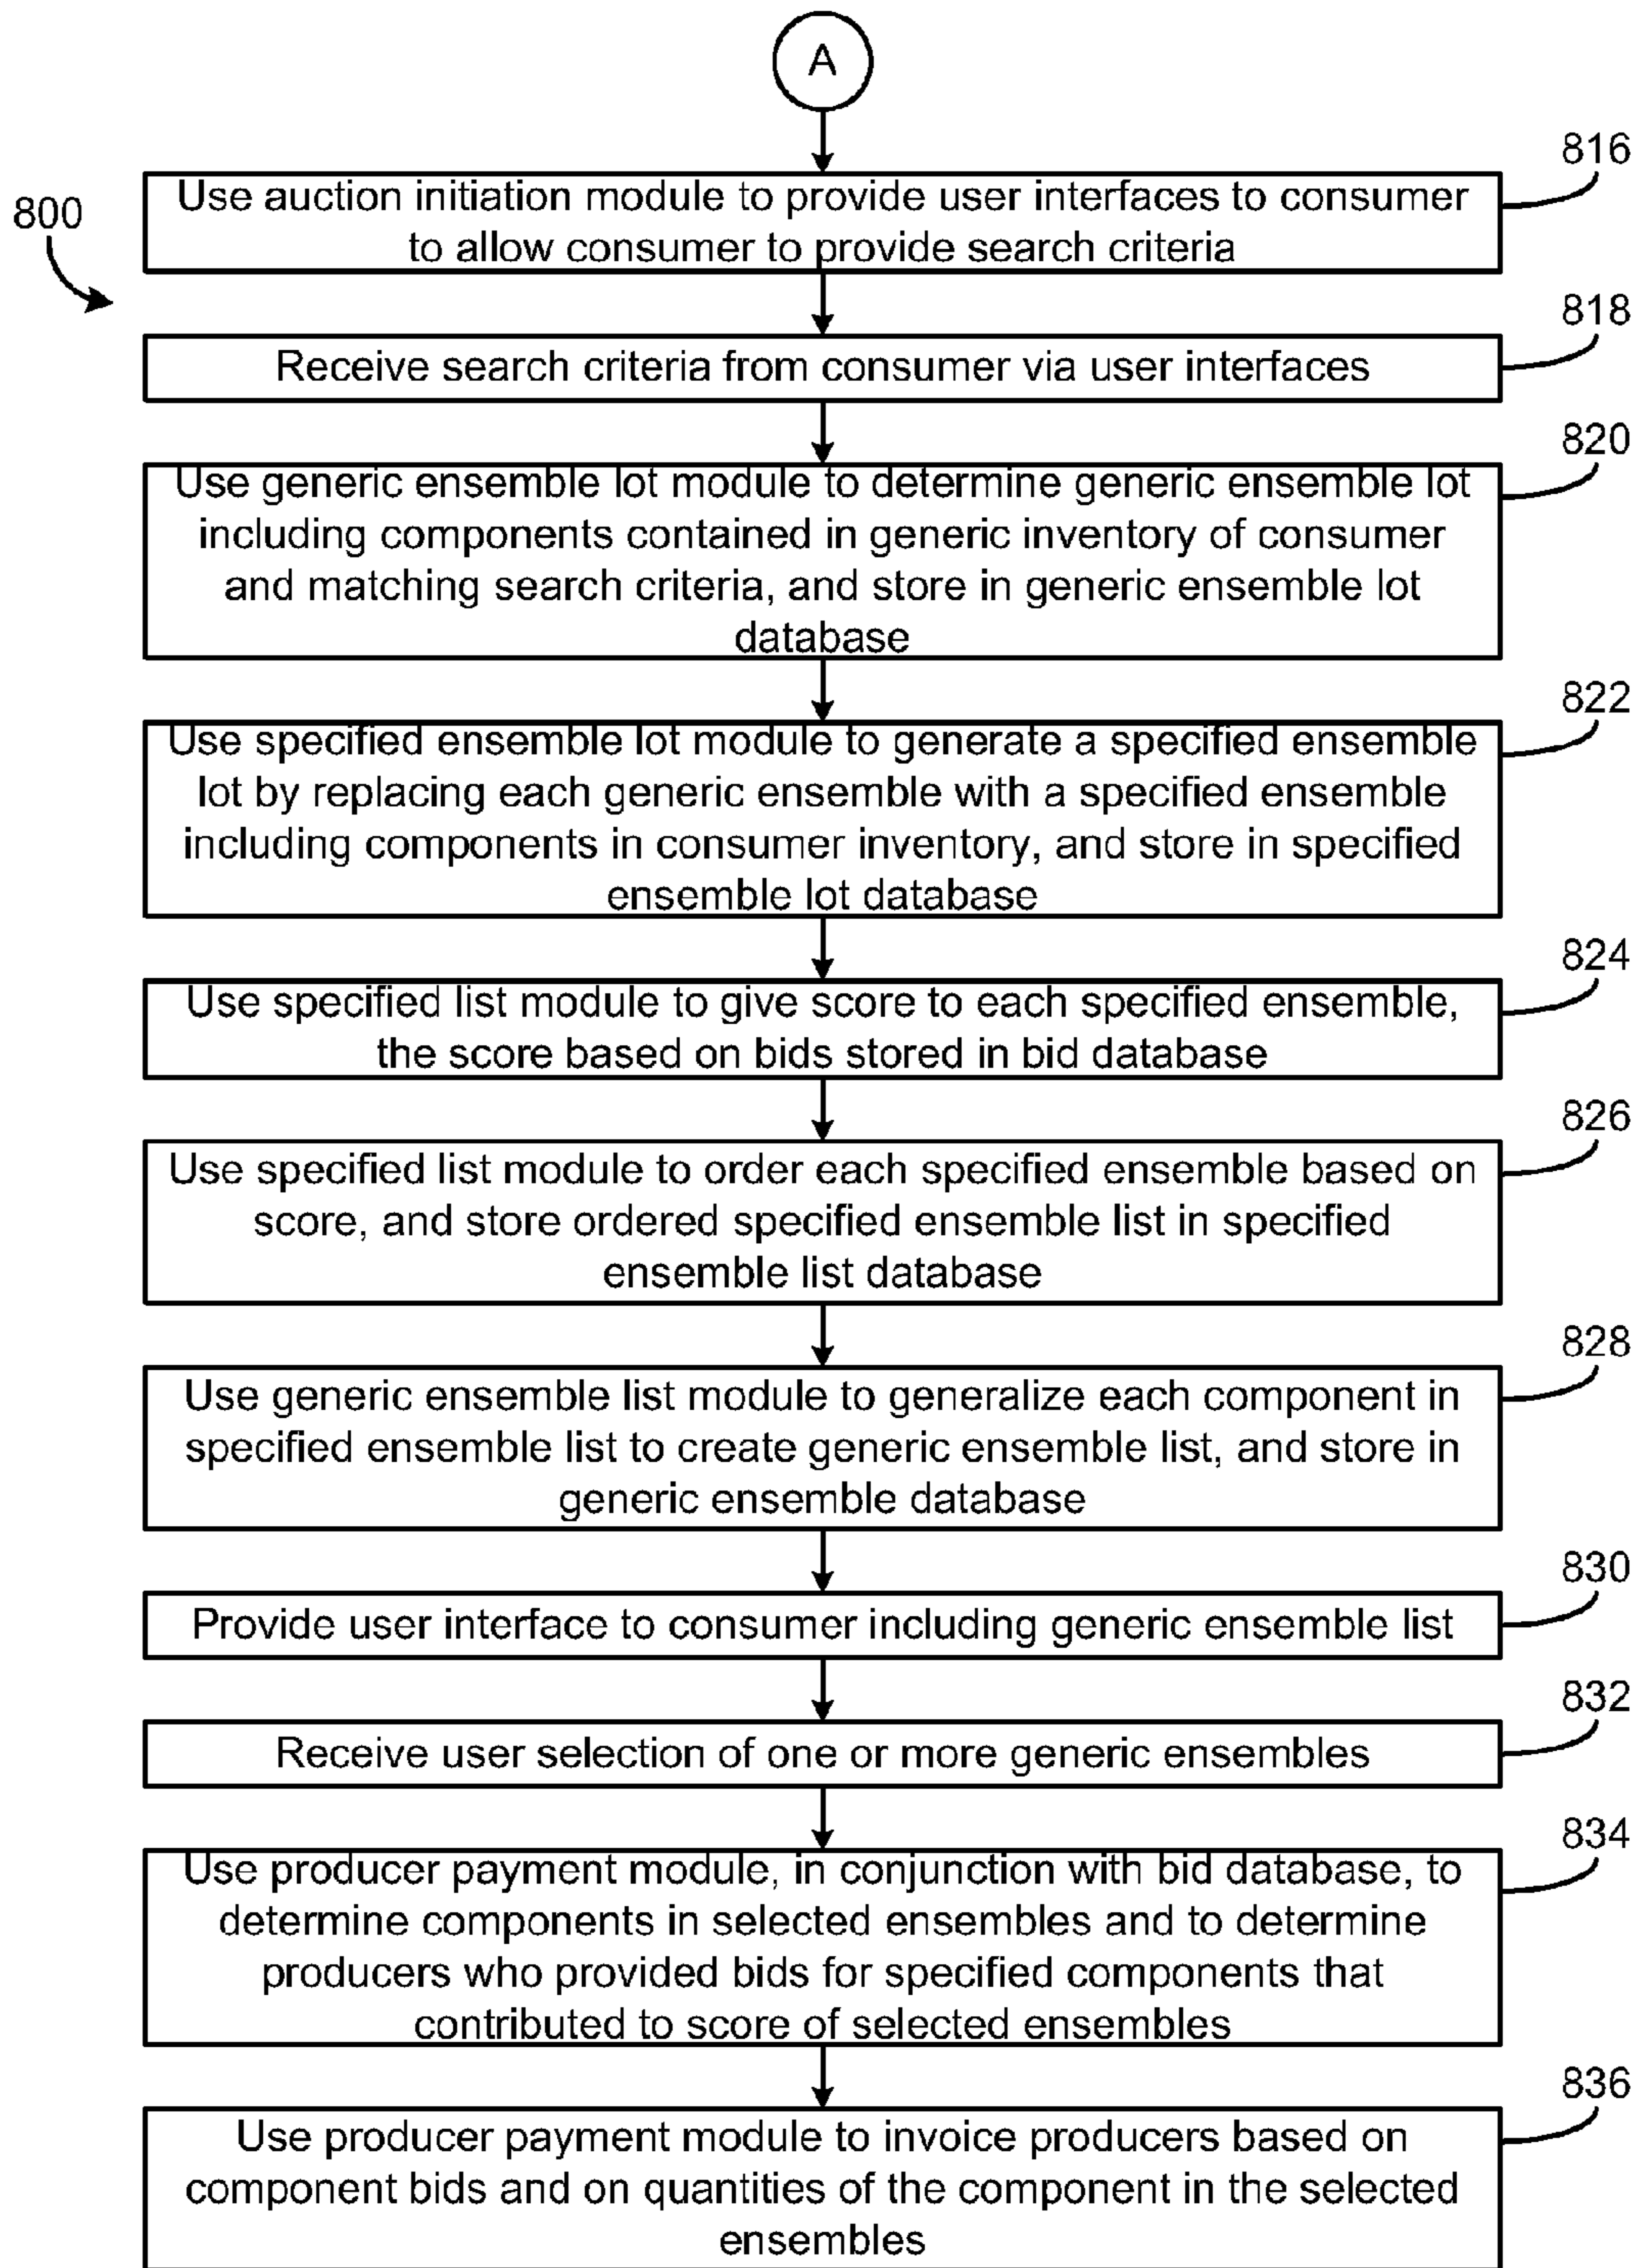 A
816
Use auction initiation module to provide user interfaces to consumer
to allow consumer to provide search criteria
800
818
Receive search criteria from consumer via user interfaces
820
Use generic ensemble lot module to determine generic ensemble lot
including components contained in generic inventory of consumer
and matching search criteria, and store in generic ensemble lot
database
822
Use specified ensemble lot module to generate a specified ensemble
lot by replacing each generic ensemble with a specified ensemble
including components in consumer inventory, and store in specified
ensemble lot database
824
Use specified list module to give score to each specified ensemble,
the score based on bids stored in bid database
826
Use specified list module to order each specified ensemble based on
score, and store ordered specified ensemble list in specified
ensemble list database
828
Use generic ensemble list module to generalize each component in
specified ensemble list to create generic ensemble list, and store in
generic ensemble database
830
Provide user interface to consumer including generic ensemble list
832
Receive user selection of one or more generic ensembles
834
Use producer payment module, in conjunction with bid database, to
determine components in selected ensembles and to determine
producers who provided bids for specified components that
contributed to score of selected ensembles
836
Use producer payment module to invoice producers based on
component bids and on quantities of the component in the selected
ensembles